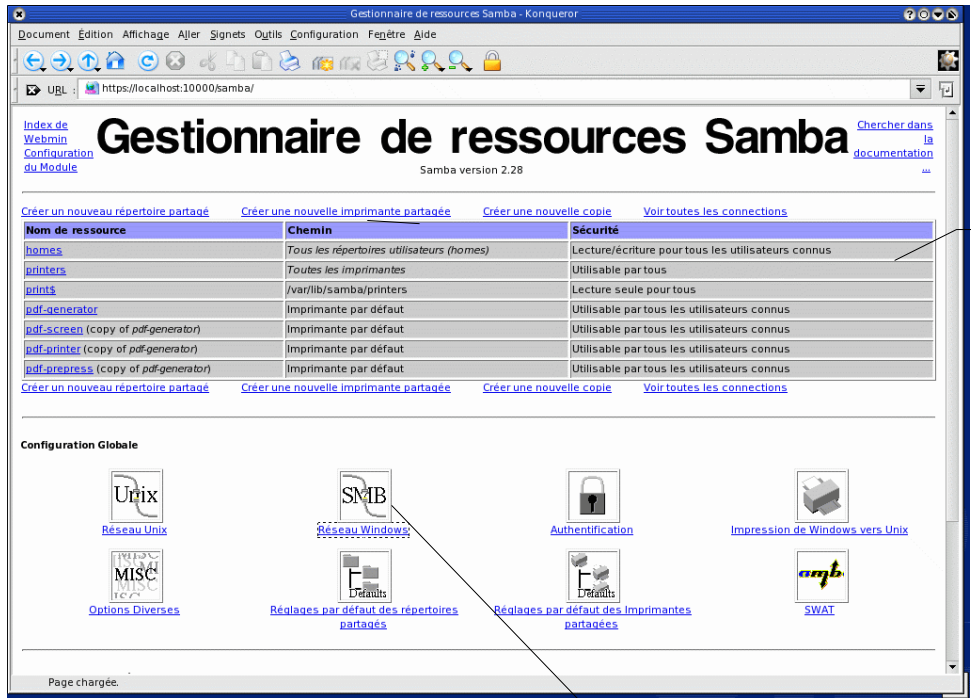 Gestionnaire de ressources Samba - Konqueror
Document Édition Affichage Aller Signets Outils Configuration Fenêtre Aide
URL : https://localhost:10000/samba/
Index de
Webmin
Configuration
du Module
Gestionnaire de ressources Samba
Chercher dans
la
documentation
...
Samba version 2.28
Créer un nouveau répertoire partagé Créer une nouvelle imprimante partagée Créer une nouvelle copie Voir toutes les connections
Nom de ressource Chemin Sécurité
homes Tous les répertoires utilisateurs (homes) Lecture/écriture pour tous les utilisateurs connus
printers Toutes les imprimantes Utilisable par tous
print$ /var/lib/samba/printers Lecture seule pour tous
pdf-generator Imprimante par défaut Utilisable par tous les utilisateurs connus
pdf-screen (copy of pdf-generator) Imprimante par défaut Utilisable par tous les utilisateurs connus
pdf-printer (copy of pdf-generator) Imprimante par défaut Utilisable par tous les utilisateurs connus
pdf-prepress (copy of pdf-generator) Imprimante par défaut Utilisable par tous les utilisateurs connus
Créer un nouveau répertoire partagé Créer une nouvelle imprimante partagée Créer une nouvelle copie Voir toutes les connections
Configuration Globale
Unix SMB
Réseau Unix Réseau Windows Authentification Impression de Windows vers Unix
MISC Defaults Defaults amb
Options Diverses Réglages par défaut des répertoires partagés Réglages par défaut des Imprimantes partagées SWAT
Page chargée.